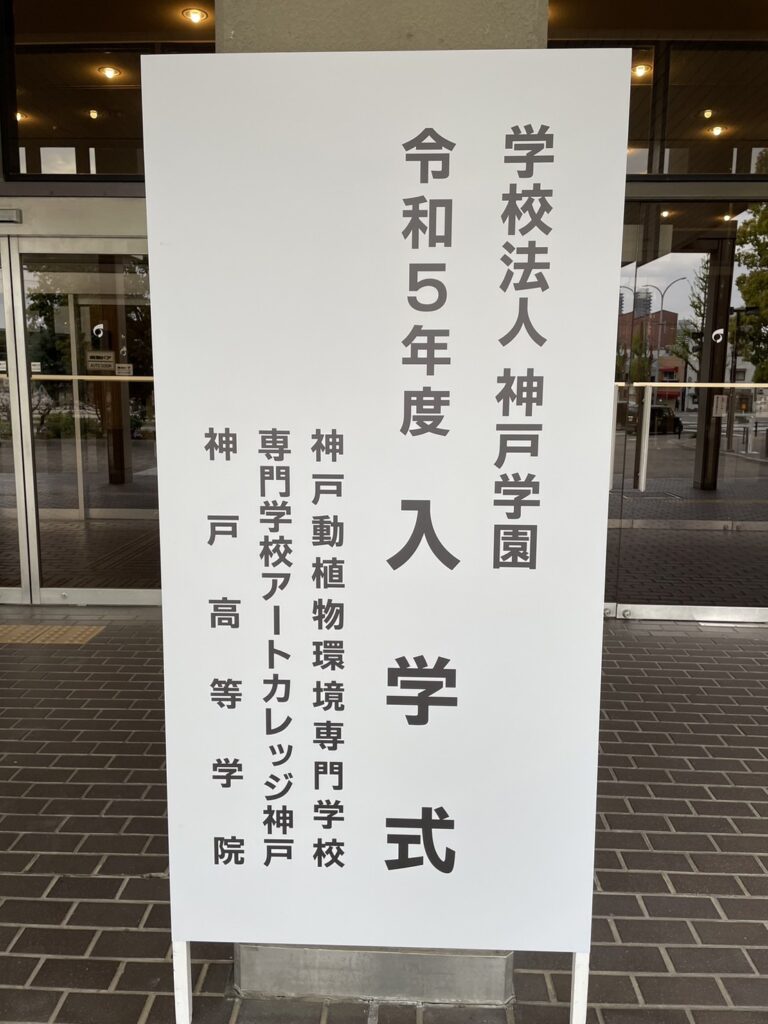 学校法人 神戸学園
令和5年度 入学式
神戸動植物環境専門学校
専門学校アートカレッジ神戸
神戸高等学院